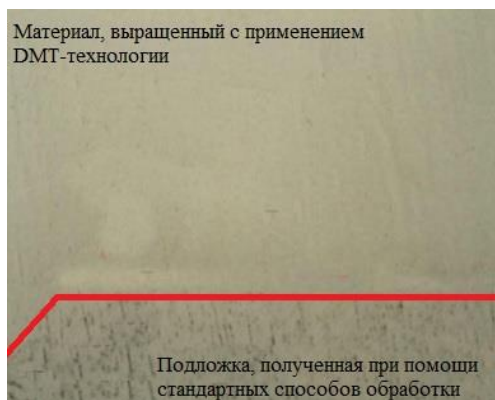 Материал, выращенный с применением
DMT-технологии
Подложка, полученная при помощи
стандартных способов обработки